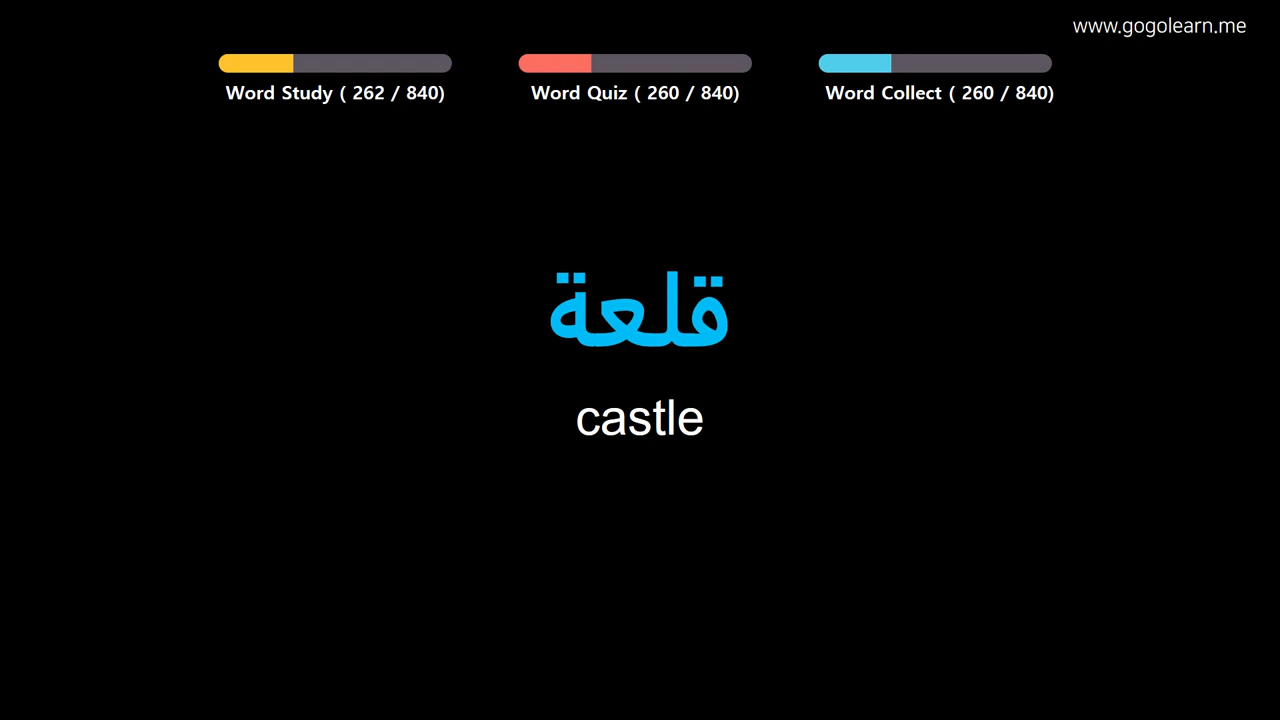 www.gogolearn.me
Word Study ( 262 / 840)
Word Quiz ( 260 / 840)
Word Collect ( 260 / 840)
قلعة
castle